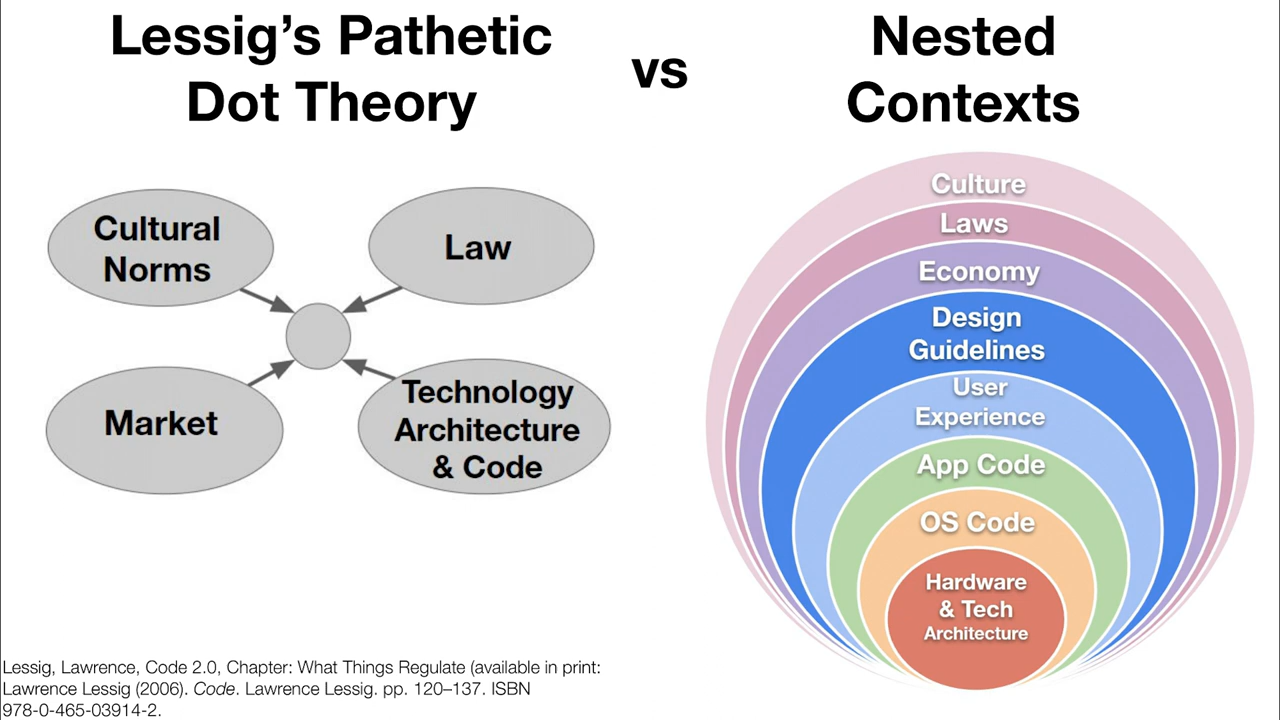 Lessig's Pathetic
Dot Theory
vs
Nested
Contexts
Cultural
Norms
Law
Market
Technology
Architecture
& Code
Culture
Laws
Economy
Design
Guidelines
User
Experience
App Code
OS Code
Hardware
& Tech
Architecture
Lessig, Lawrence, Code 2.0, Chapter: What Things Regulate (available in print:
Lawrence Lessig (2006). Code. Lawrence Lessig. pp. 120–137. ISBN
978-0-465-03914-2.